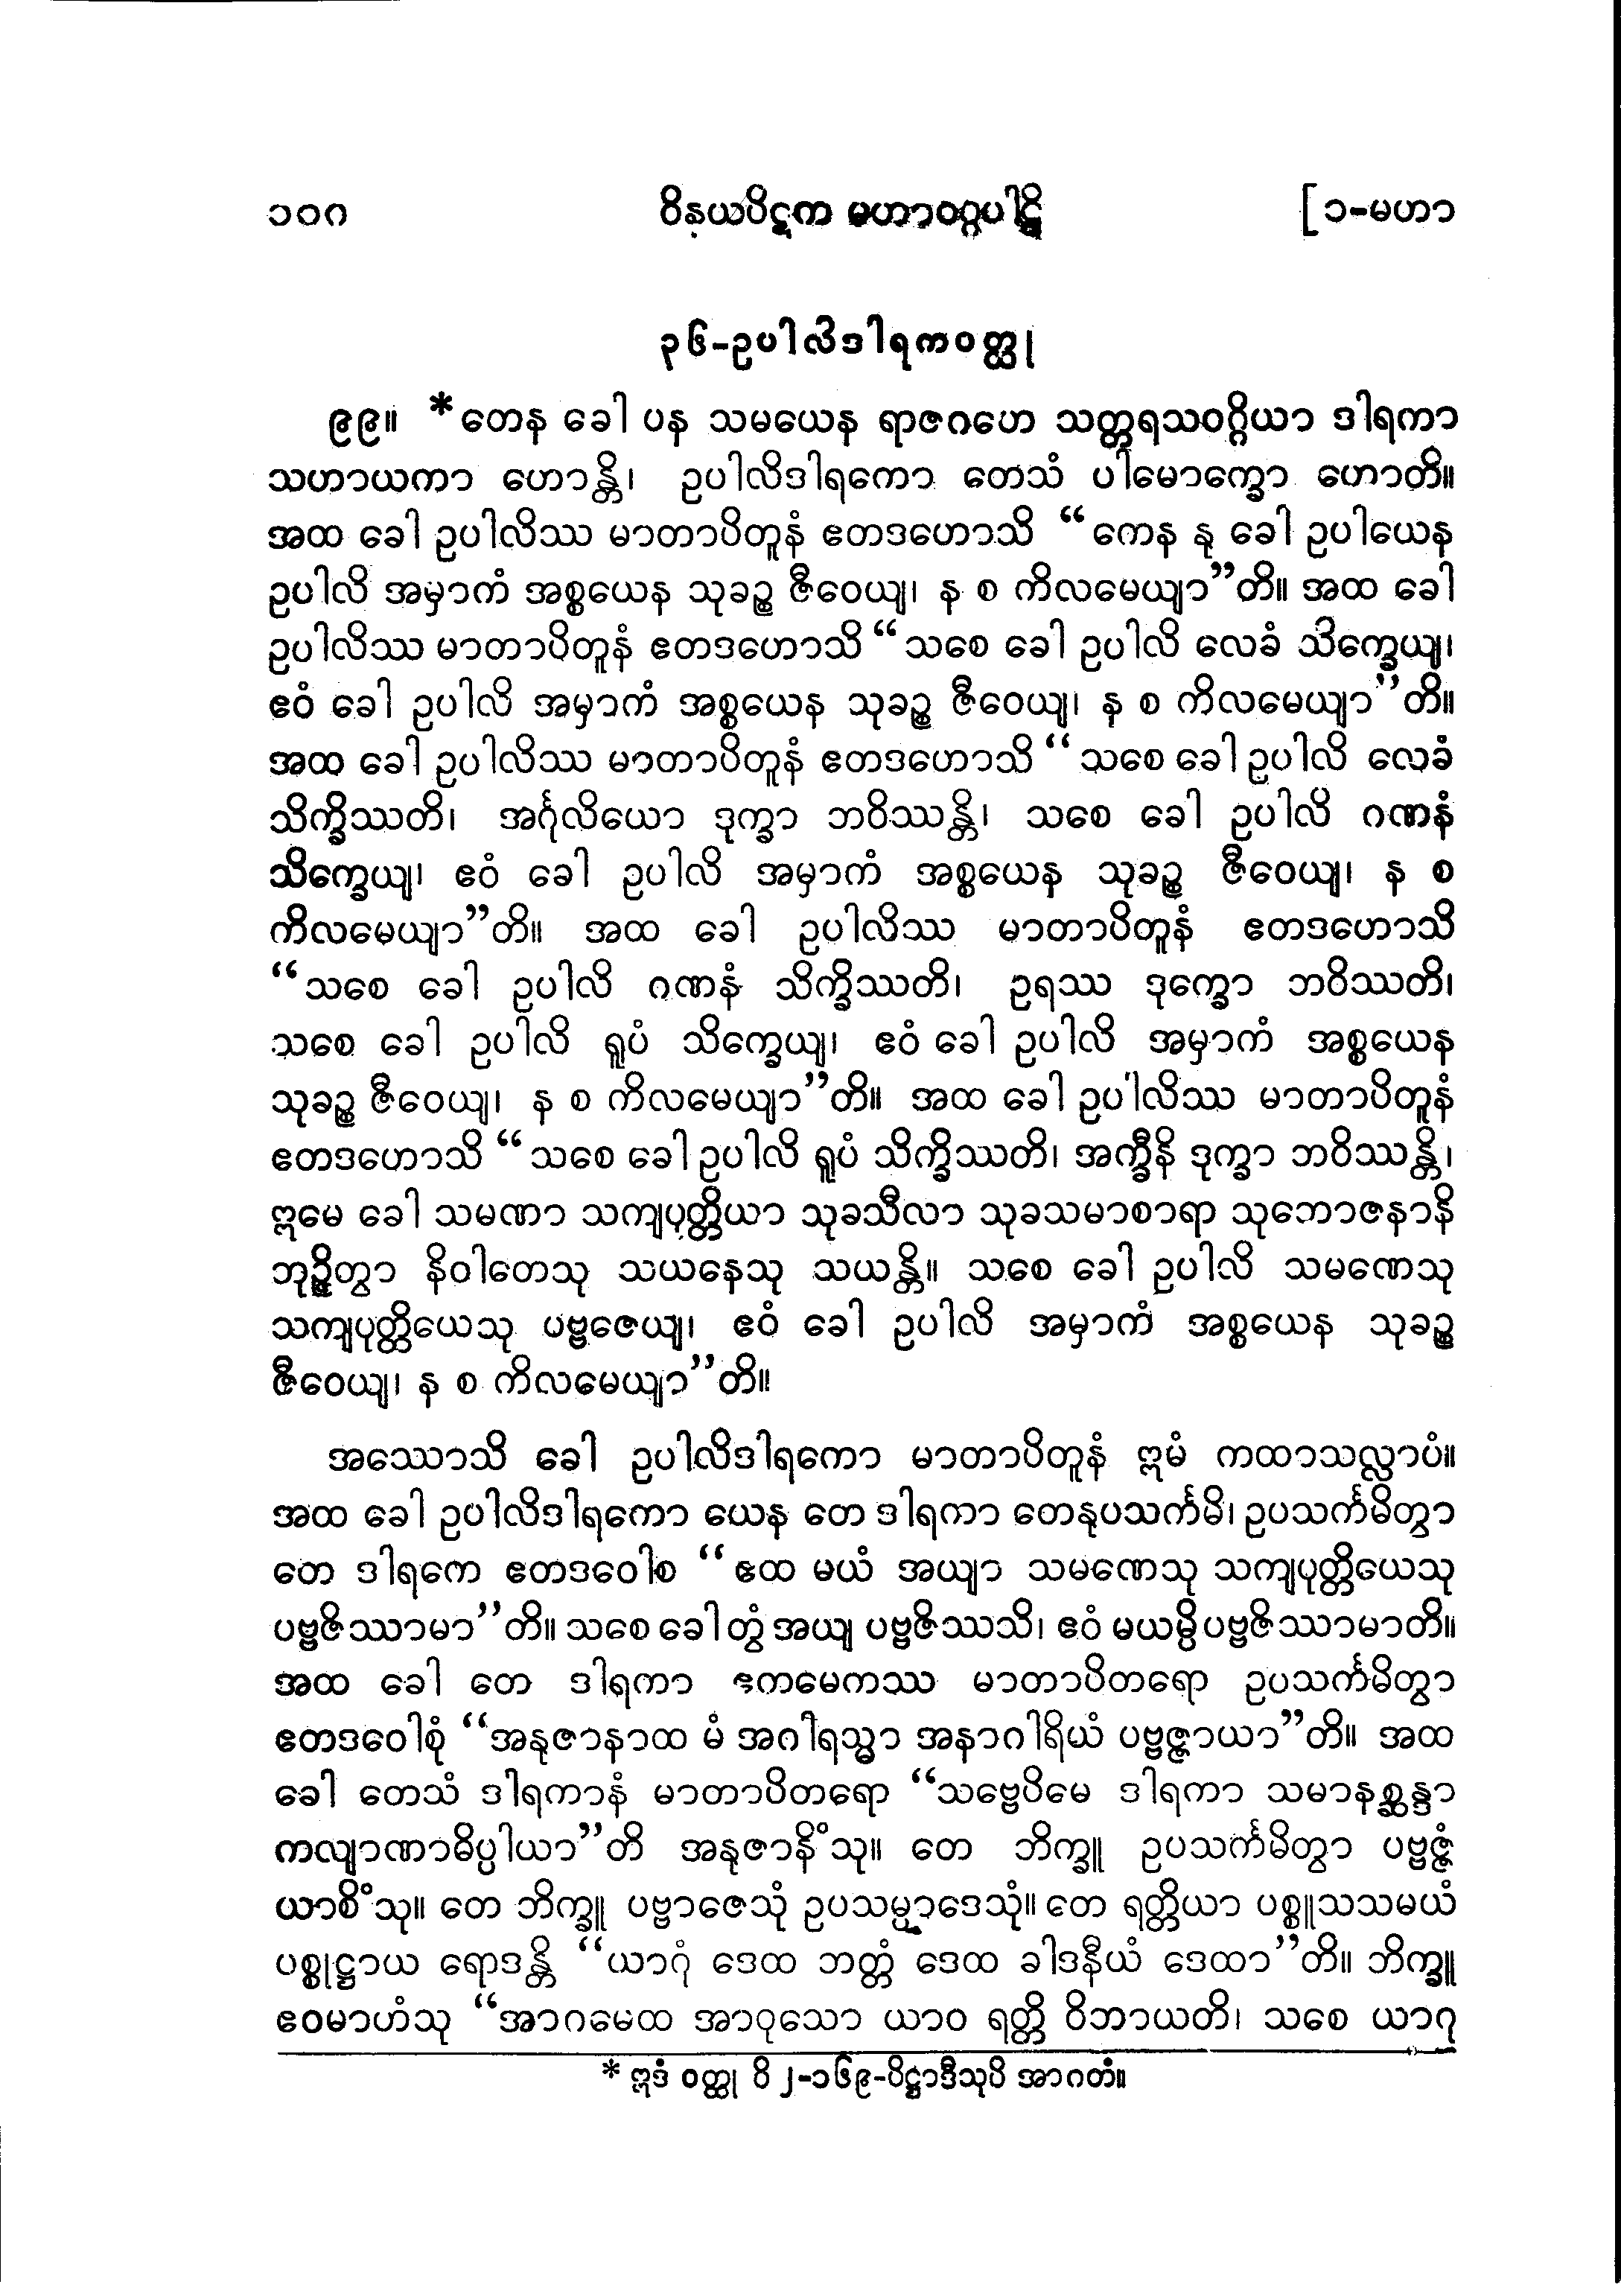 ၁၀ဂ ဝိနယပိဋက မဟာဝဂ္ဂပါဠိ [ ၁-မဟာ
၃၆-ဥပါလိဒါရကဝတ္ထု
၉၉။ *တေန ခေါ ပန သမယေန ရာဇဂဟေ သတ္တရသဝဂ္ဂိယာ ဒါရကာ
သဟာယကာ ဟောန္တိ၊ ဥပါလိဒါရကော တေသံ ပါမောက္ခော ဟောတိ။
အထ ခေါ ဥပါလိဿ မာတာပိတူနံ ဧတဒဟောသိ “ကေန နု ခေါ ဥပါယေန
ဥပါလိ အမှာကံ အစ္စယေန သုခဉ္စ ဇီဝေယျ၊ န စ ကိလမေယျာ”တိ။ အထ ခေါ
ဥပါလိဿ မာတာပိတူနံ ဧတဒဟောသိ “သစေ ခေါ ဥပါလိ လေခံ သိက္ခေယျ၊
ဧဝံ ခေါ ဥပါလိ အမှာကံ အစ္စယေန သုခဉ္စ ဇီဝေယျ၊ န စ ကိလမေယျာ”တိ။
အထ ခေါ ဥပါလိဿ မာတာပိတူနံ ဧတဒဟောသိ “သစေ ခေါ ဥပါလိ လေခံ
သိက္ခိဿတိ၊ အင်္ဂုလိယော ဒုက္ခာ ဘဝိဿန္တိ၊ သစေ ခေါ ဥပါလိ ဂဏနံ
သိက္ခေယျ၊ ဧဝံ ခေါ ဥပါလိ အမှာကံ အစ္စယေန သုခဉ္စ ဇီဝေယျ၊ န စ
ကိလမေယျာ”တိ။ အထ ခေါ ဥပါလိဿ မာတာပိတူနံ ဧတဒဟောသိ
“သစေ ခေါ ဥပါလိ ဂဏနံ သိက္ခိဿတိ၊ ဥရဿ ဒုက္ခော ဘဝိဿတိ၊
သစေ ခေါ ဥပါလိ ရူပံ သိက္ခေယျ၊ ဧဝံ ခေါ ဥပါလိ အမှာကံ အစ္စယေန
သုခဉ္စ ဇီဝေယျ၊ န စ ကိလမေယျာ”တိ။ အထ ခေါ ဥပါလိဿ မာတာပိတူနံ
ဧတဒဟောသိ “သစေ ခေါ ဥပါလိ ရူပံ သိက္ခိဿတိ၊ အက္ခီနိ ဒုက္ခာ ဘဝိဿန္တိ၊
ဣမေ ခေါ သမဏာ သကျပုတ္တိယာ သုခသီလာ သုခသမာစာရာ သုဘောဇနာနိ
ဘုဉ္ဇိတွာ နိဝါတေသု သယနေသု သယန္တိ။ သစေ ခေါ ဥပါလိ သမဏေသု
သကျပုတ္တိယေသု ပဗ္ဗဇေယျ၊ ဧဝံ ခေါ ဥပါလိ အမှာကံ အစ္စယေန သုခဉ္စ
ဇီဝေယျ၊ န စ ကိလမေယျာ”တိ။
အဿောသိ ခေါ ဥပါလိဒါရကော မာတာပိတူနံ ဣမံ ကထာသလ္လာပံ။
အထ ခေါ ဥပါလိဒါရကော ယေန တေ ဒါရကာ တေနုပသင်္ကမိ၊ ဥပသင်္ကမိတွာ
တေ ဒါရကေ ဧတဒဝေါစ “ဧထ မယံ အယျာ သမဏေသု သကျပုတ္တိယေသု
ပဗ္ဗဇိဿာမာ”တိ။ သစေ ခေါ တွံ အယျ ပဗ္ဗဇိဿသိ၊ ဧဝံ မယမ္ပိ ပဗ္ဗဇိဿာမာတိ။
အထ ခေါ တေ ဒါရကာ ဧကမေကဿ မာတာပိတရော ဥပသင်္ကမိတွာ
ဧတဒဝေါစုံ “အနုဇာနာထ မံ အဂါရသ္မာ အနာဂါရိယံ ပဗ္ဗဇ္ဇာယာ”တိ။ အထ
ခေါ တေသံ ဒါရကာနံ မာတာပိတရော “သဗ္ဗေပိမေ ဒါရကာ သမာနစ္ဆန္ဒာ
ကလျာဏာဓိပ္ပါယာ”တိ အနုဇာနိံသု။ တေ ဘိက္ခူ ဥပသင်္ကမိတွာ ပဗ္ဗဇ္ဇံ
ယာစိံသု။ တေ ဘိက္ခူ ပဗ္ဗာဇေသုံ ဥပသမ္ပာဒေသုံ။ တေ ရတ္တိယာ ပစ္စူသသမယံ
ပစ္စုဋ္ဌာယ ရောဒန္တိ “ယာဂုံ ဒေထ ဘတ္တံ ဒေထ ခါဒနီယံ ဒေထာ”တိ။ ဘိက္ခူ
ဧဝမာဟံသု “အာဂမေထ အာဝုသော ယာဝ ရတ္တိ ဝိဘာယတိ၊ သစေ ယာဂု
* ဣဒံ ဝတ္ထု ဝိ ၂-၁၆၉-ပိဋ္ဌာဒီသုပိ အာဂတံ။